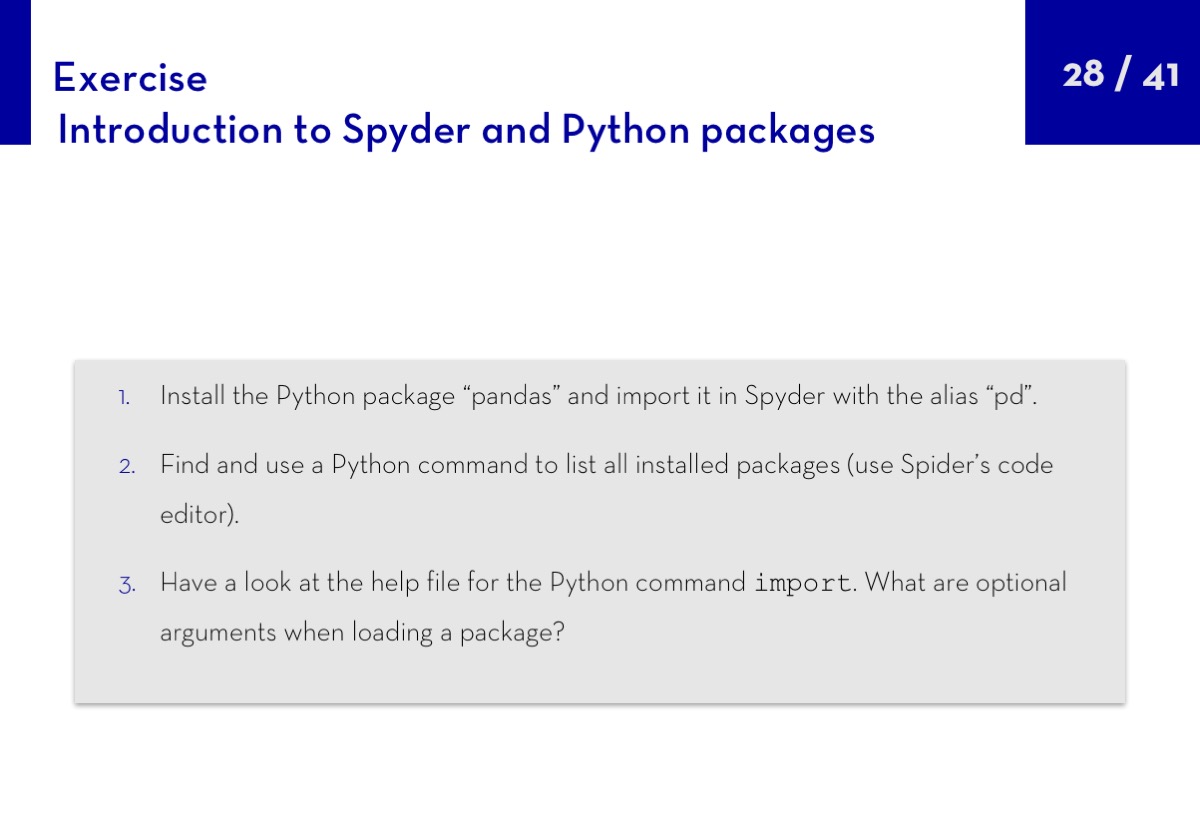 Exercise
28 / 41
Introduction to Spyder and Python packages
1. Install the Python package “pandas” and import it in Spyder with the alias “pd”.
2. Find and use a Python command to list all installed packages (use Spider’s code
editor).
3. Have a look at the help file for the Python command import. What are optional
arguments when loading a package?